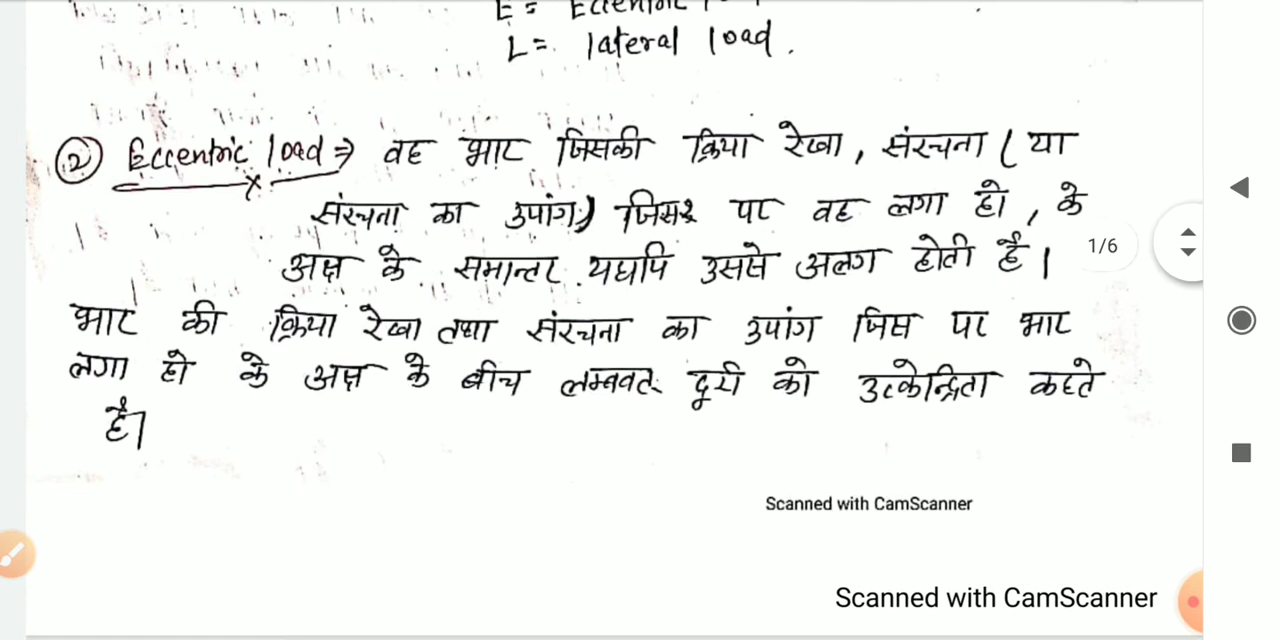 E = Eccentric
L = lateral load.
② Eccentric load ⇒ वह भार जिसकी क्रिया रेखा, संरचना ( या
संरचना का उपांग) जिस पर वह लगा हो, के
अक्ष के समान्तर यद्यपि उससे अलग होती है।
1/6
भार की क्रिया रेखा तथा संरचना का उपांग जिस पर भार
लगा हो के अक्ष के बीच लम्बवत दूरी को उत्केन्द्रिता कहते
है।
Scanned with CamScanner
Scanned with CamScanner